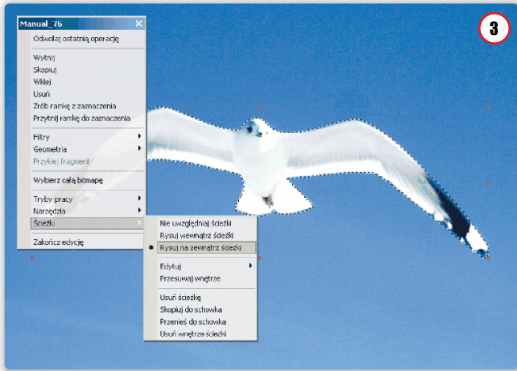 3
Manual_76
Odwołaj ostatnią operację
Wytnij
Skopiuj
Wklej
Usuń
Zrób ramkę z zaznaczenia
Przytnij ramkę do zaznaczenia
Filtry
Geometria
Przyklej fragment
Wybierz całą bitmapę
Tryby pracy
Narzędzia
Ścieżki
Zakończ edycję
Nie uwzględniaj ścieżki
Rysuj wewnątrz ścieżki
Rysuj na zewnątrz ścieżki
Edytuj
Przesuwaj wnętrze
Usuń ścieżkę
Skopiuj do schowka
Przenieś do schowka
Usuń wnętrze ścieżki